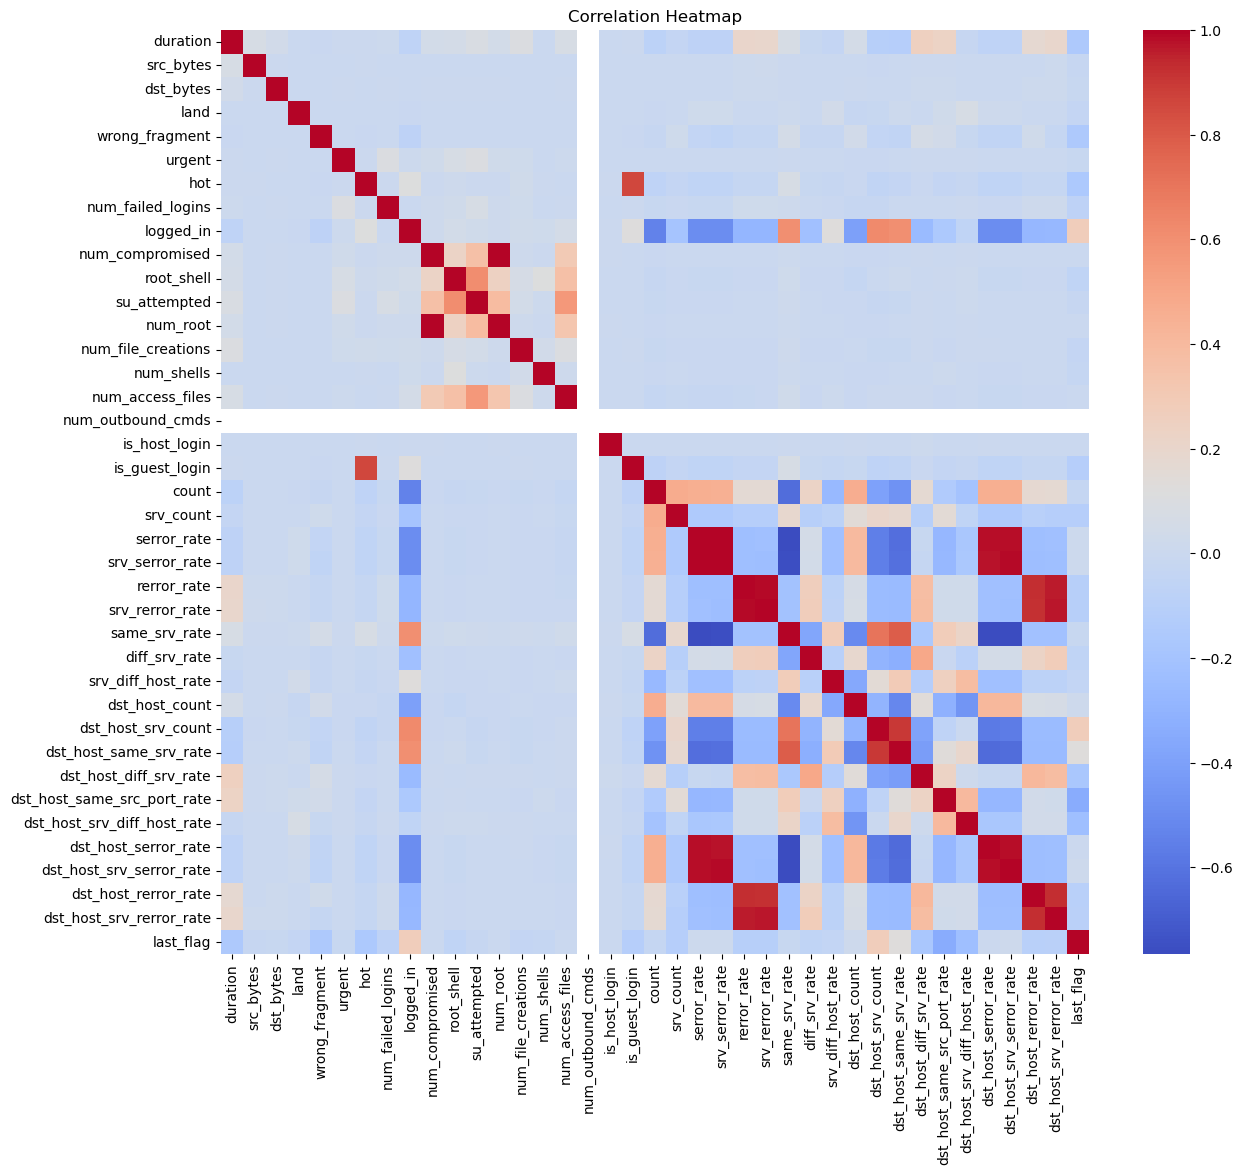 Correlation Heatmap
duration
src_bytes
dst_bytes
land
wrong_fragment
urgent
hot
num_failed_logins
logged_in
num_compromised
root_shell
su_attempted
num_root
num_file_creations
num_shells
num_access_files
num_outbound_cmds
is_host_login
is_guest_login
count
srv_count
serror_rate
srv_serror_rate
rerror_rate
srv_rerror_rate
same_srv_rate
diff_srv_rate
srv_diff_host_rate
dst_host_count
dst_host_srv_count
dst_host_same_srv_rate
dst_host_diff_srv_rate
dst_host_same_src_port_rate
dst_host_srv_diff_host_rate
dst_host_serror_rate
dst_host_srv_serror_rate
dst_host_rerror_rate
dst_host_srv_rerror_rate
last_flag
duration
src_bytes
dst_bytes
land
wrong_fragment
urgent
hot
num_failed_logins
logged_in
num_compromised
root_shell
su_attempted
num_root
num_file_creations
num_shells
num_access_files
num_outbound_cmds
is_host_login
is_guest_login
count
srv_count
serror_rate
srv_serror_rate
rerror_rate
srv_rerror_rate
same_srv_rate
diff_srv_rate
srv_diff_host_rate
dst_host_count
dst_host_srv_count
dst_host_same_srv_rate
dst_host_diff_srv_rate
dst_host_same_src_port_rate
dst_host_srv_diff_host_rate
dst_host_serror_rate
dst_host_srv_serror_rate
dst_host_rerror_rate
dst_host_srv_rerror_rate
last_flag
1.0
0.8
0.6
0.4
0.2
0.0
−0.2
−0.4
−0.6